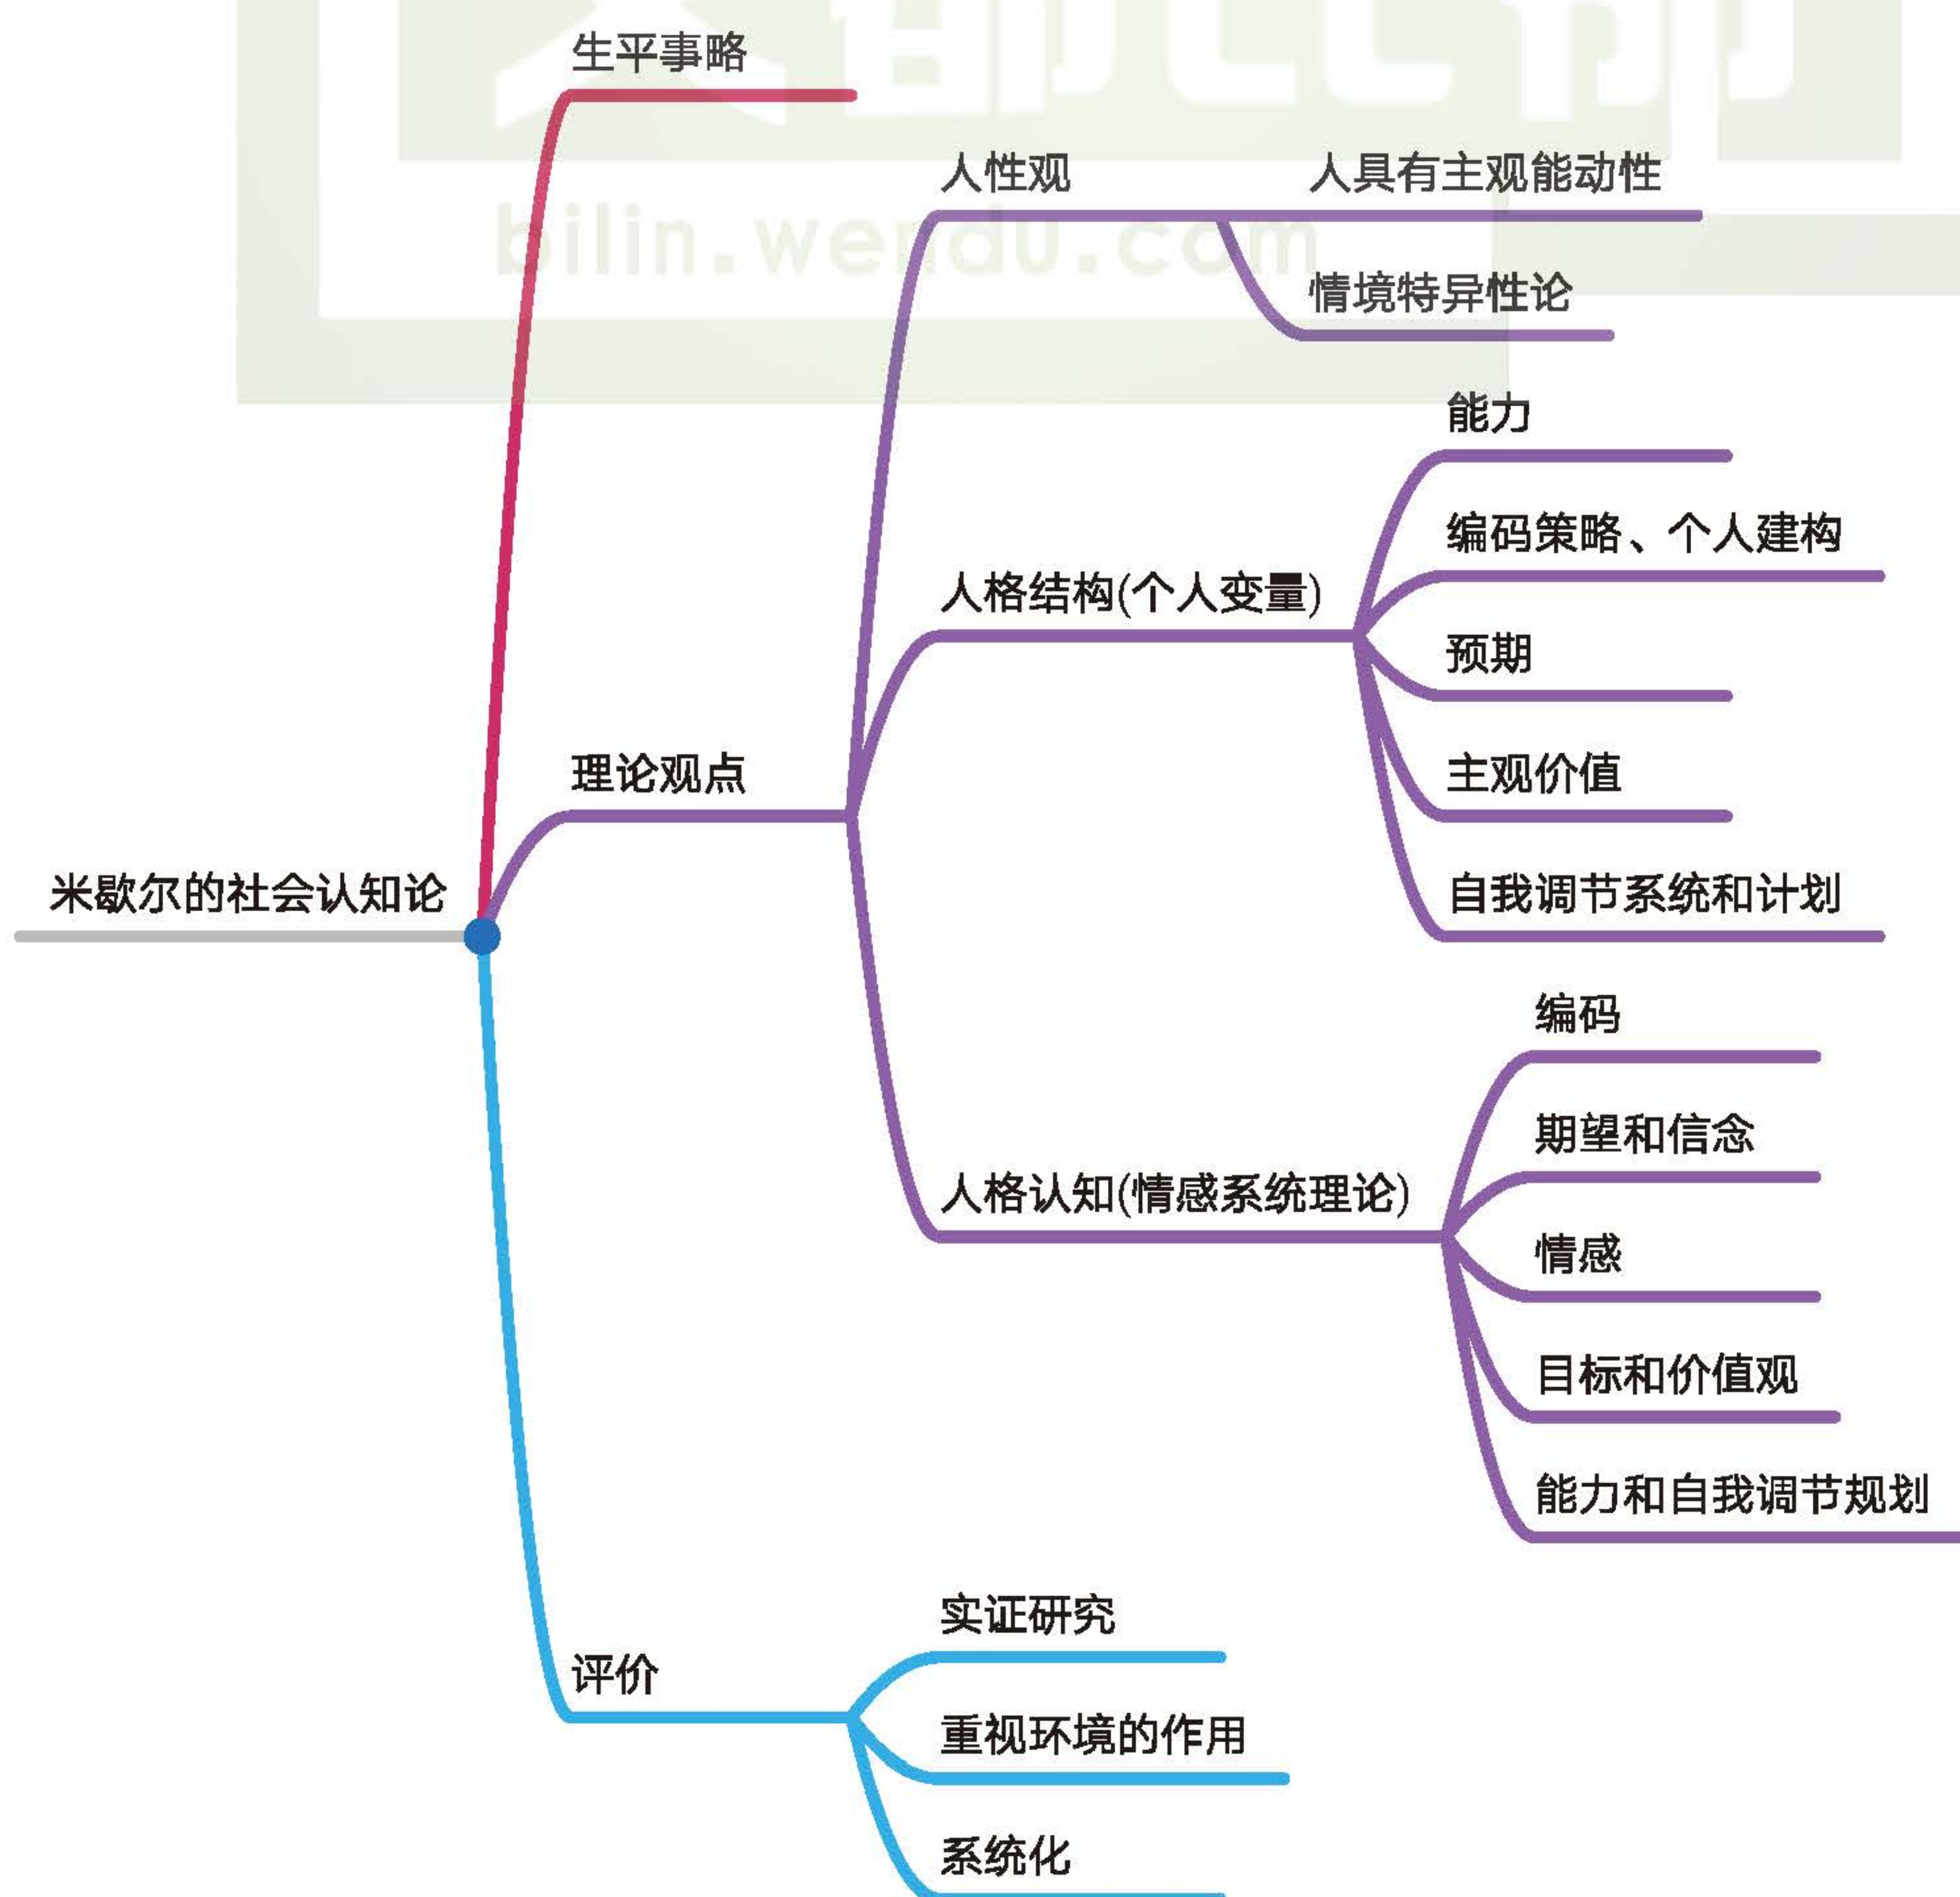 生平事略
人性观
人具有主观能动性
bilin.wendu.com
情境特异性论
能力
编码策略、个人建构
人格结构(个人变量)
预期
理论观点
主观价值
米歇尔的社会认知论
自我调节系统和计划
编码
期望和信念
人格认知(情感系统理论)
情感
目标和价值观
能力和自我调节规划
实证研究
评价
重视环境的作用
系统化